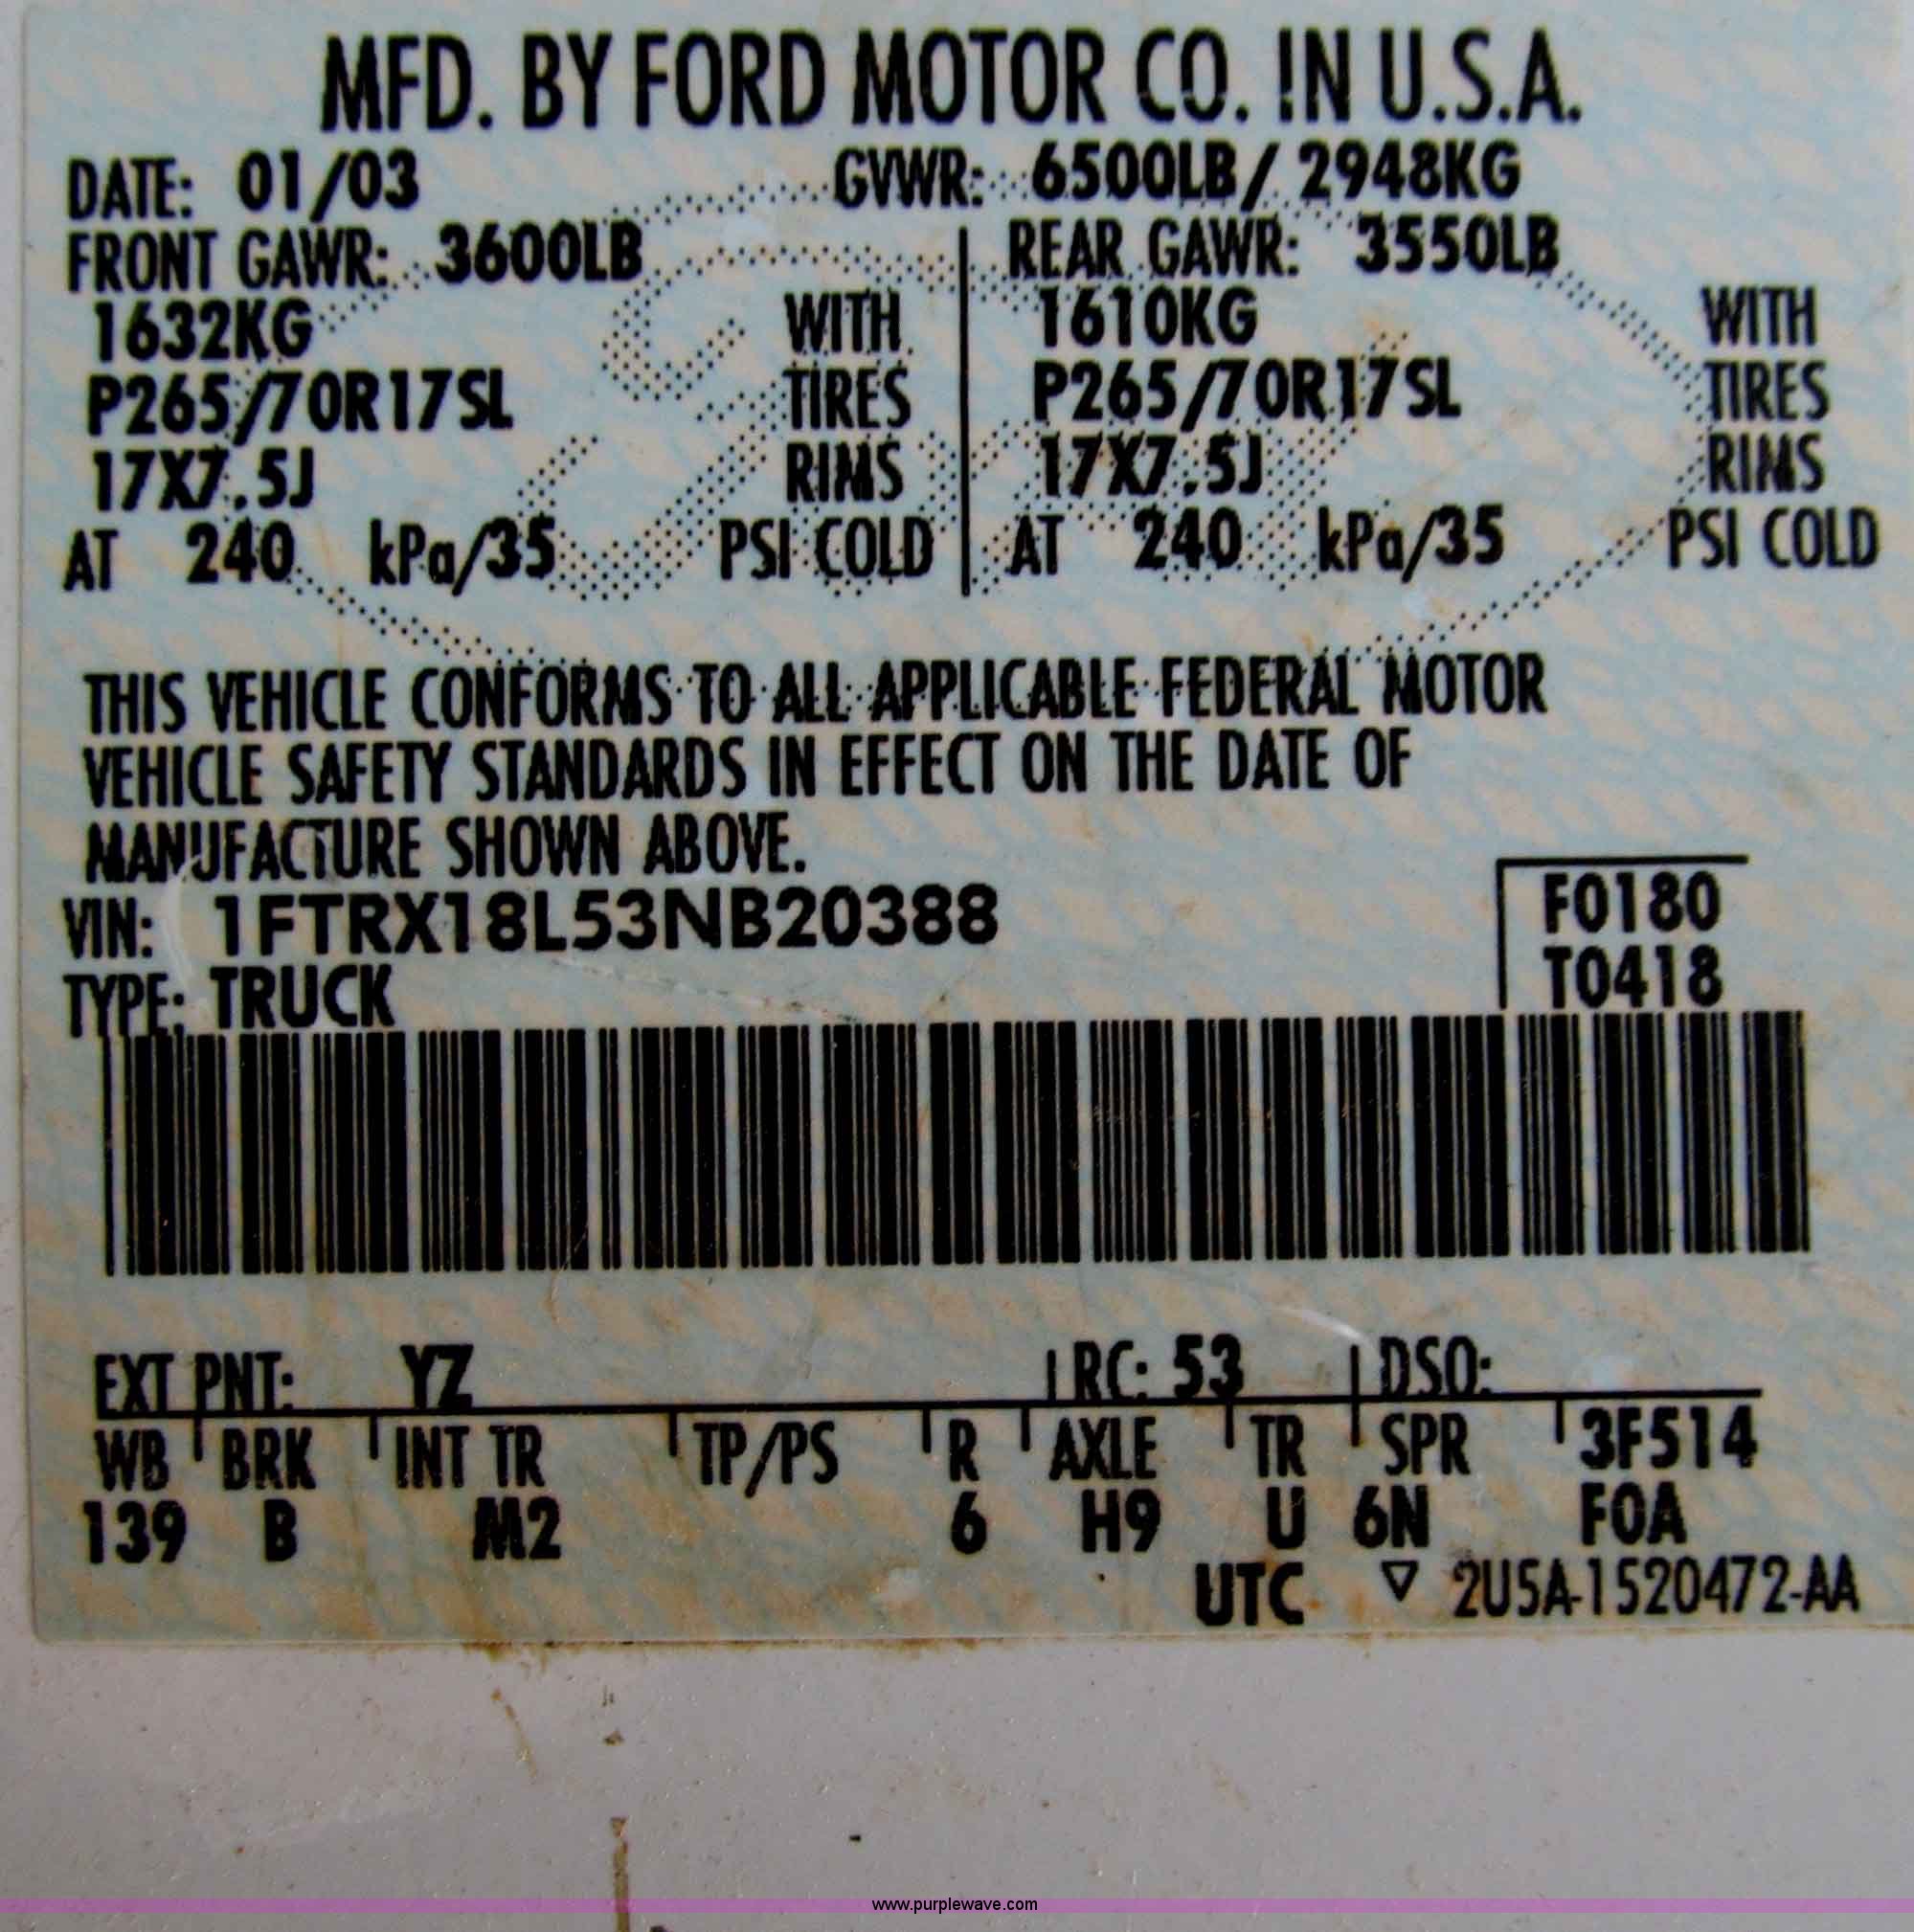 MFD. BY FORD MOTOR CO. IN U.S.A.
DATE: 01/03 GVWR: 6500LB/ 2948KG
FRONT GAWR: 3600LB REAR GAWR: 3550LB
1632KG WITH 1610KG WITH
P265/70R17SL TIRES P265/70R17SL TIRES
17X7.5J RIMS 17X7.5J RIMS
AT 240 kPa/35 PSI COLD AT 240 kPa/35 PSI COLD
THIS VEHICLE CONFORMS TO ALL APPLICABLE FEDERAL MOTOR
VEHICLE SAFETY STANDARDS IN EFFECT ON THE DATE OF
MANUFACTURE SHOWN ABOVE.
VIN: 1FTRX18L53NB20388 F0180
TYPE: TRUCK T0418
EXT PNT: YZ RC: 53 DSO:
WB BRK INT TR TP/PS R AXLE TR SPR 3F514
139 B M2 6 H9 U 6N FOA
UTC ▽ 2U5A-1520472-AA
www.purplewave.com